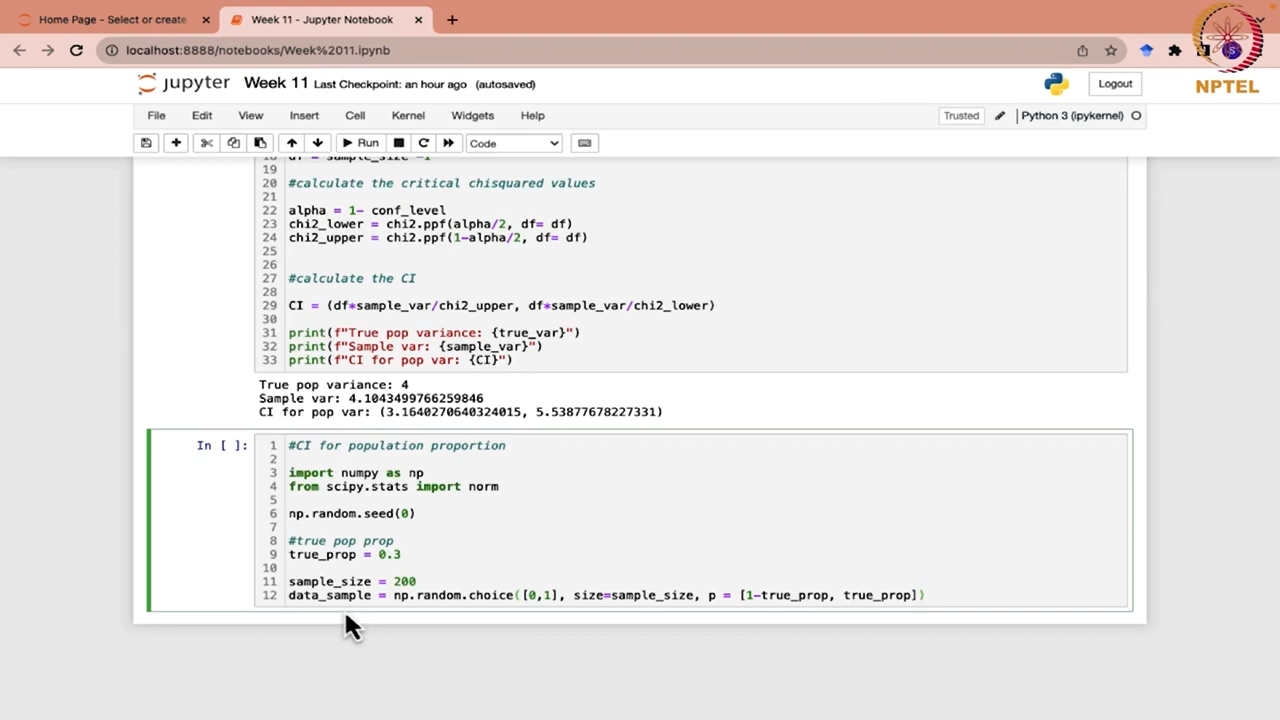 Home Page - Select or create
Week 11 - Jupyter Notebook
localhost:8888/notebooks/Week%2011.ipynb
NPTEL
jupyter Week 11 Last Checkpoint: an hour ago (autosaved)
Logout
File Edit View Insert Cell Kernel Widgets Help
Trusted Python 3 (ipykernel)
Run Code
18 df = sample_size -1
19
20 #calculate the critical chisquared values
21
22 alpha = 1- conf_level
23 chi2_lower = chi2.ppf(alpha/2, df= df)
24 chi2_upper = chi2.ppf(1-alpha/2, df= df)
25
26
27 #calculate the CI
28
29 CI = (df*sample_var/chi2_upper, df*sample_var/chi2_lower)
30
31 print(f"True pop variance: {true_var}")
32 print(f"Sample var: {sample_var}")
33 print(f"CI for pop var: {CI}")
True pop variance: 4
Sample var: 4.1043499766259846
CI for pop var: (3.1640270640324015, 5.53877678227331)
In [ ]: 1 #CI for population proportion
2
3 import numpy as np
4 from scipy.stats import norm
5
6 np.random.seed(0)
7
8 #true pop prop
9 true_prop = 0.3
10
11 sample_size = 200
12 data_sample = np.random.choice([0,1], size=sample_size, p = [1-true_prop, true_prop])